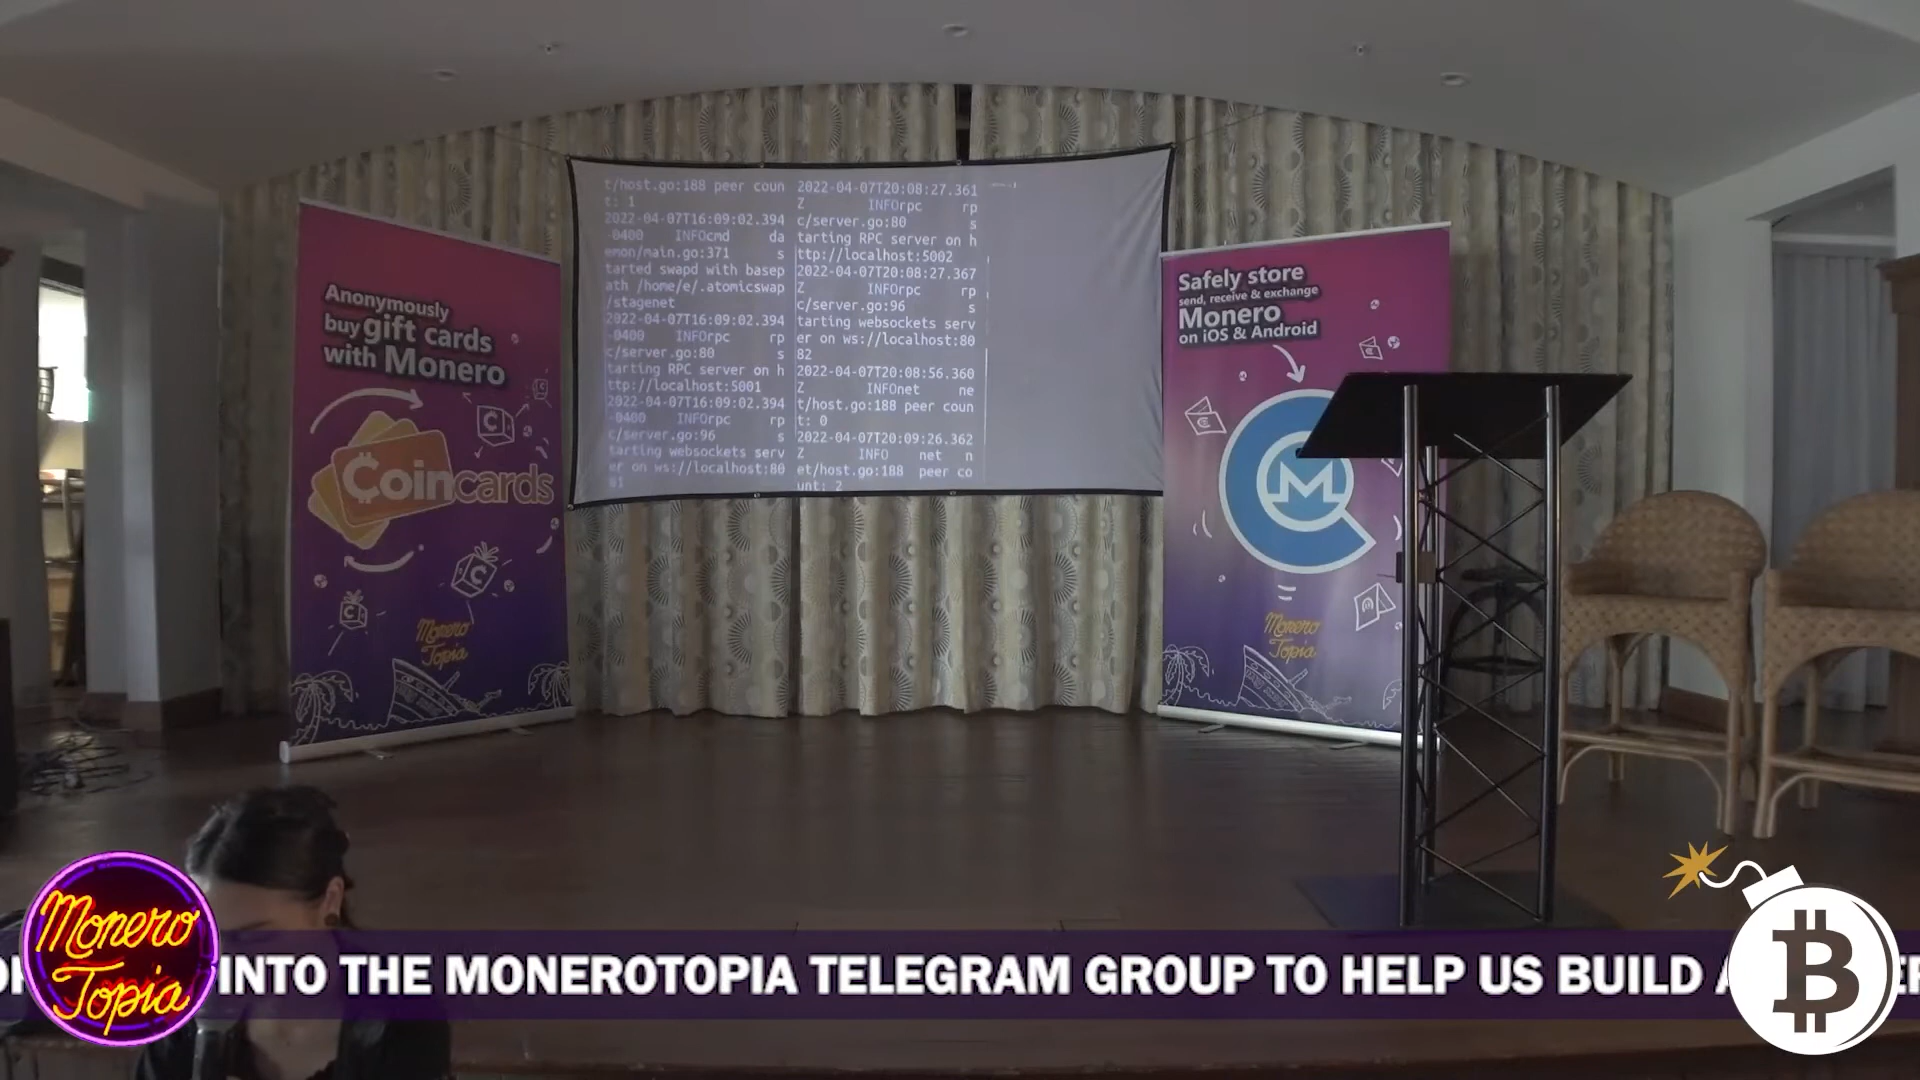 t/host.go:188 peer coun
t: 1
2022-04-07T16:09:02.394
-0400 INFOcmd da
emon/main.go:371 s
tarted swapd with basep
ath /home/e/.atomicswap
/stagenet
2022-04-07T16:09:02.394
-0400 INFOrpc rp
c/server.go:80 s
tarting RPC server on h
ttp://localhost:5001
2022-04-07T16:09:02.394
-0400 INFOrpc rp
c/server.go:96 s
tarting websockets serv
er on ws://localhost:80
81
2022-04-07T20:08:27.361
Z INFOrpc rp
c/server.go:80 s
tarting RPC server on h
ttp://localhost:5002
2022-04-07T20:08:27.367
Z INFOrpc rp
c/server.go:96 s
tarting websockets serv
er on ws://localhost:80
82
2022-04-07T20:08:56.360
Z INFOnet ne
t/host.go:188 peer coun
t: 0
2022-04-07T20:09:26.362
Z INFO net n
et/host.go:188 peer co
unt: 2
Anonymously
buy gift cards
with Monero
Coincards
Monero
Topia
Safely store
send, receive & exchange
Monero
on iOS & Android
Monero
Topia
Monero
Topia
INTO THE MONEROTOPIA TELEGRAM GROUP TO HELP US BUILD A